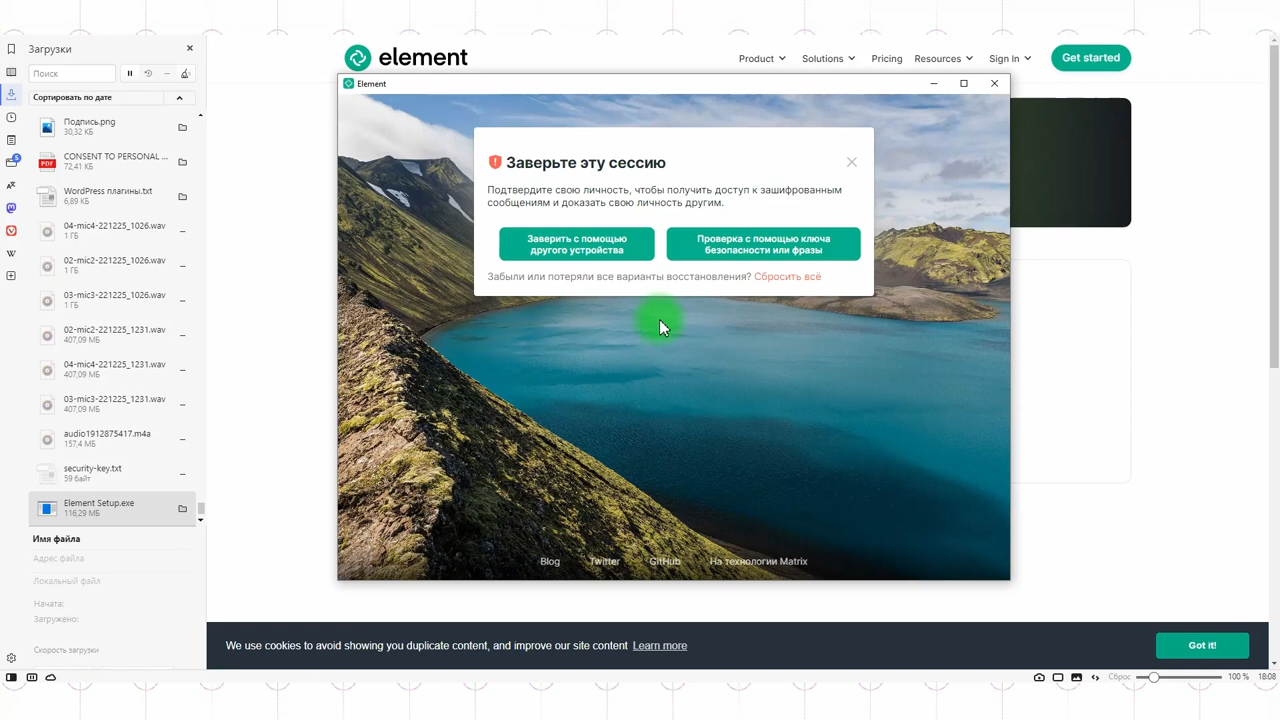 Загрузки
Поиск
Сортировать по дате
Подпись.png
30,32 КБ
CONSENT TO PERSONAL ...
72,41 КБ
WordPress плагины.txt
6,89 КБ
04-mic4-221225_1026.wav
1 ГБ
02-mic2-221225_1026.wav
1 ГБ
03-mic3-221225_1026.wav
1 ГБ
02-mic2-221225_1231.wav
407,09 МБ
04-mic4-221225_1231.wav
407,09 МБ
03-mic3-221225_1231.wav
407,09 МБ
audio1912875417.m4a
157,4 МБ
security-key.txt
59 байт
Element Setup.exe
116,29 МБ
Имя файла
Адрес файла
Локальный файл
Начата:
Загружено:
Скорость загрузки
element
Product
Solutions
Pricing
Resources
Sign In
Get started
Element
Заверьте эту сессию
Подтвердите свою личность, чтобы получить доступ к зашифрованным
сообщениям и доказать свою личность другим.
Заверить с помощью
другого устройства
Проверка с помощью ключа
безопасности или фразы
Забыли или потеряли все варианты восстановления? Сбросить всё
Blog
Twitter
GitHub
На технологии Matrix
We use cookies to avoid showing you duplicate content, and improve our site content Learn more
Got it!
Сброс
100 %
18:08